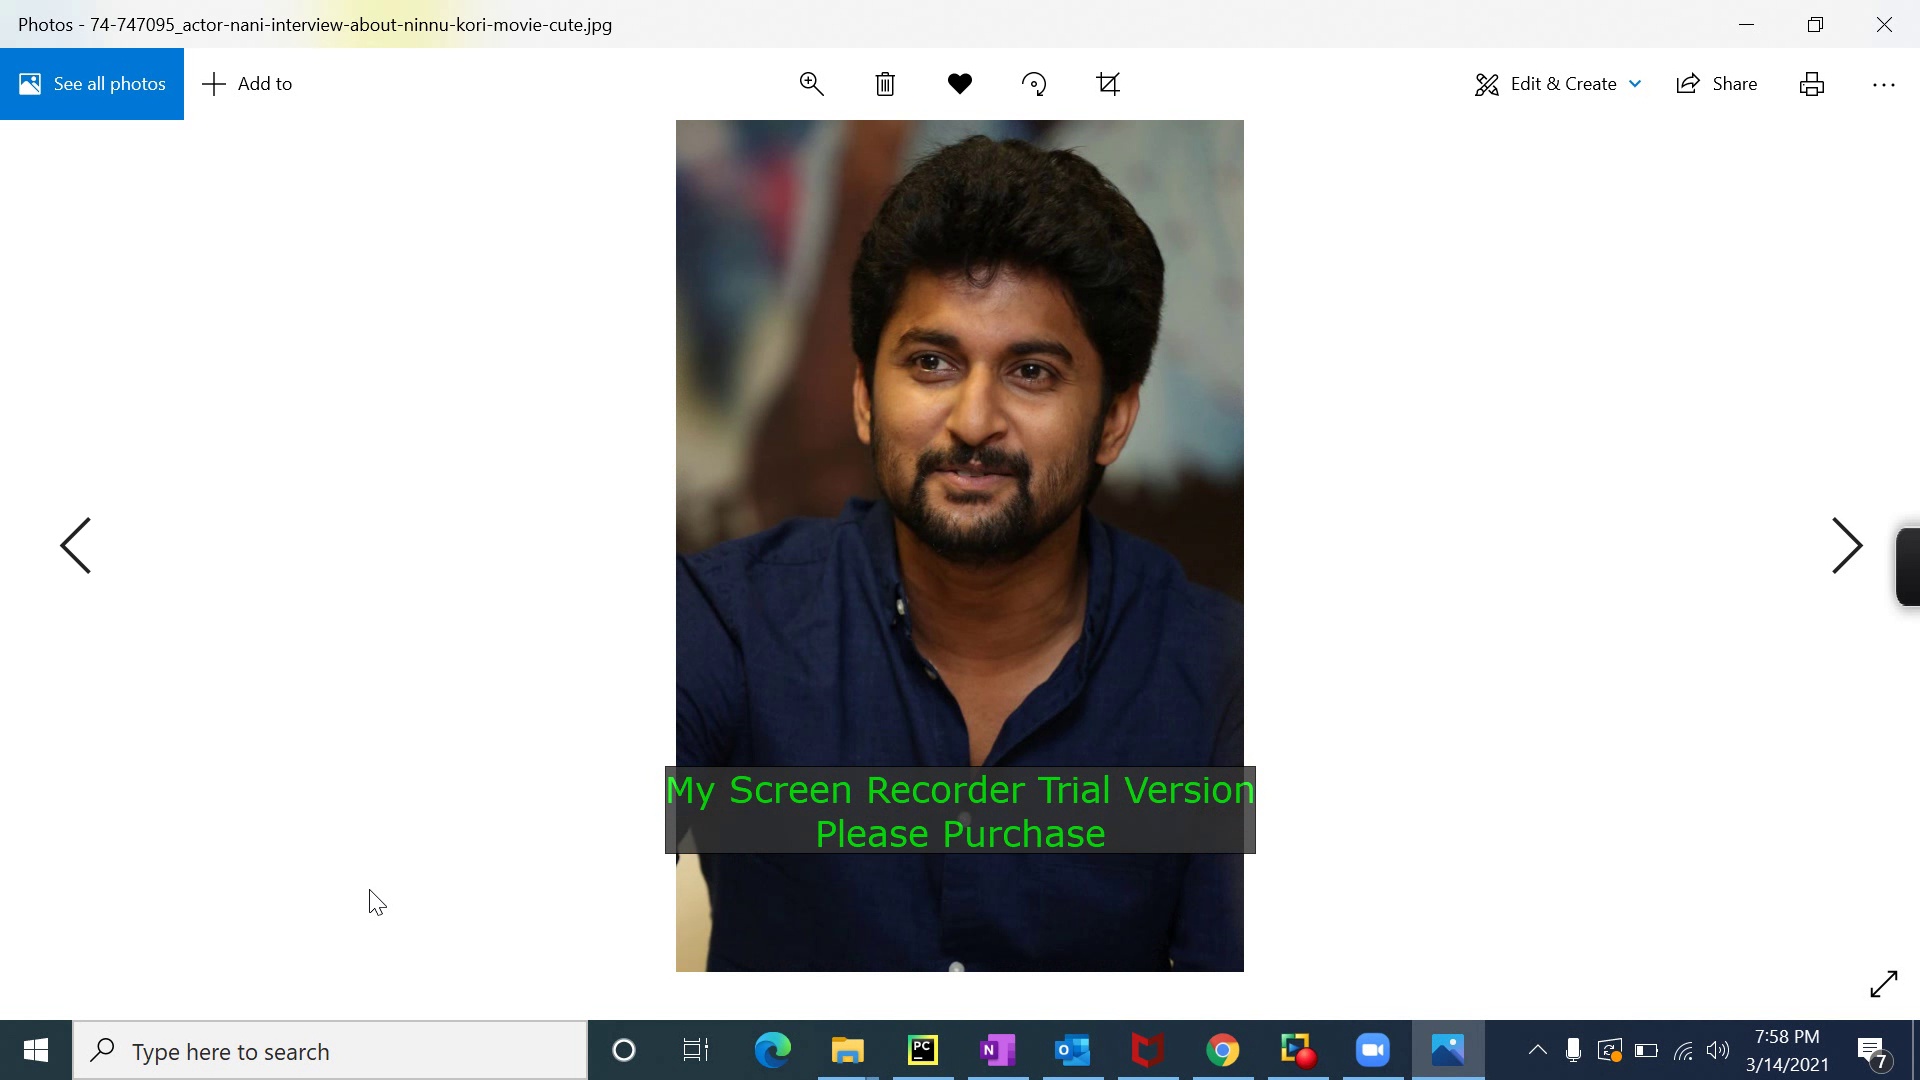 Photos - 74-747095_actor-nani-interview-about-ninnu-kori-movie-cute.jpg
See all photos
Add to
Edit & Create
Share
My Screen Recorder Trial Version
Please Purchase
Type here to search
PC
N
O
7:58 PM
3/14/2021
7